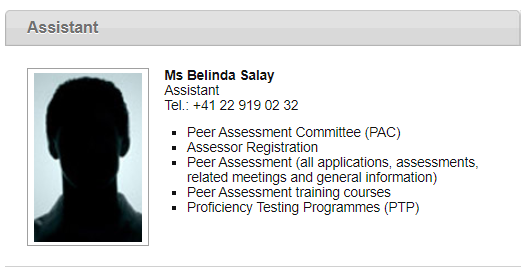 Assistant
Ms Belinda Salay
Assistant
Tel.: +41 22 919 02 32
Peer Assessment Committee (PAC)
Assessor Registration
Peer Assessment (all applications, assessments,
related meetings and general information)
Peer Assessment training courses
Proficiency Testing Programmes (PTP)